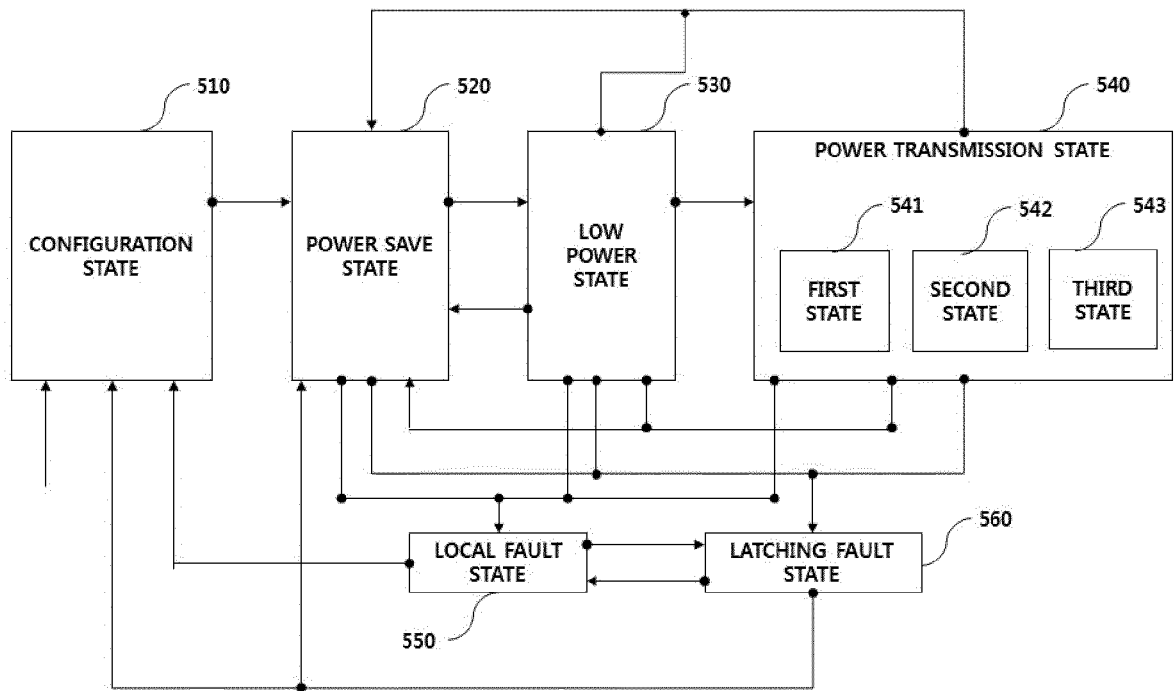 510
520
530
540
CONFIGURATION
STATE
POWER SAVE
STATE
LOW
POWER
STATE
POWER TRANSMISSION STATE
541
542
543
FIRST
STATE
SECOND
STATE
THIRD
STATE
LOCAL FAULT
STATE
550
LATCHING FAULT
STATE
560